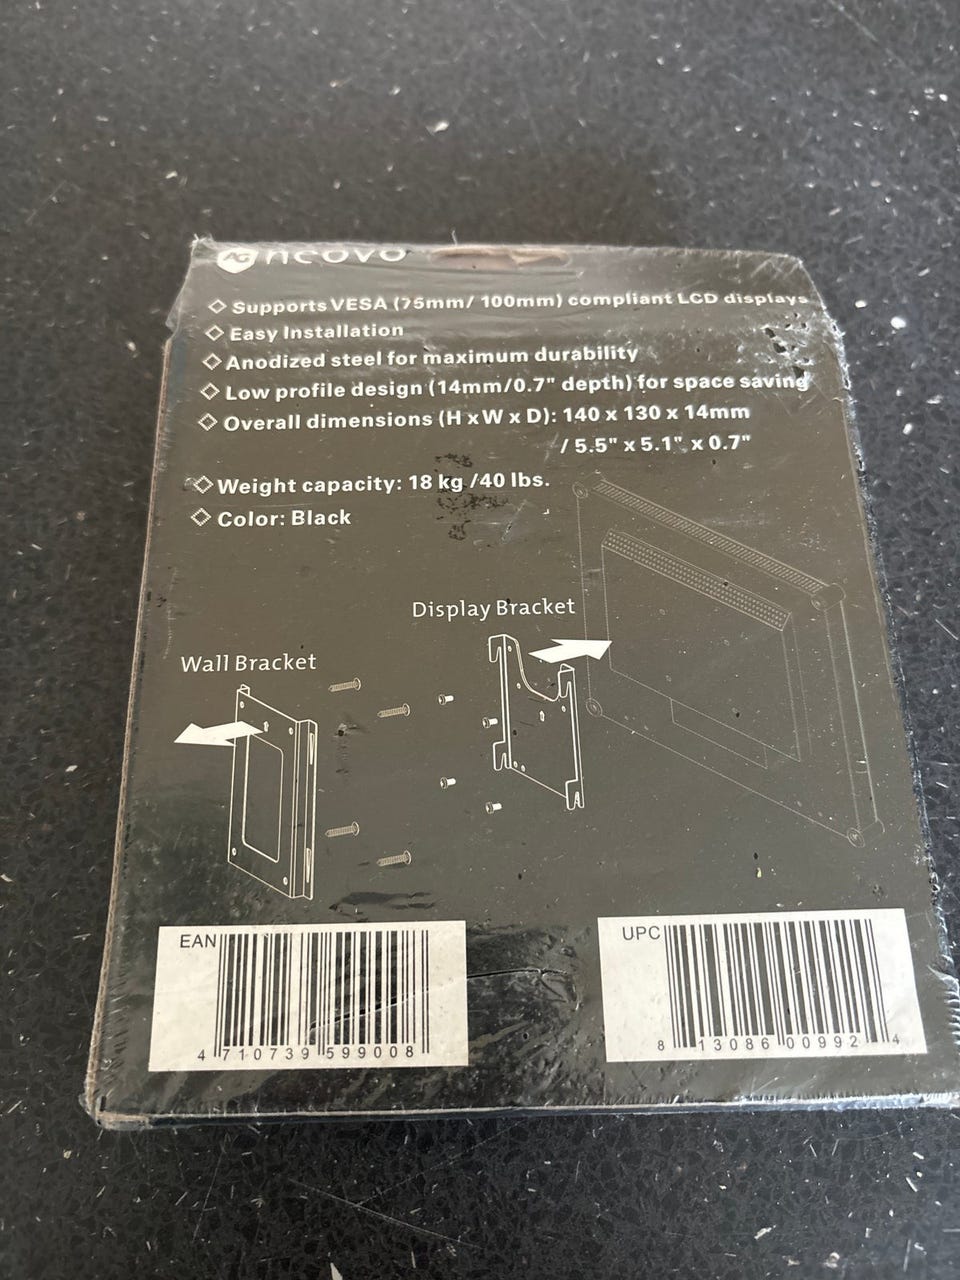 AG neovo
Supports VESA (75mm/ 100mm) compliant LCD displays
Easy Installation
Anodized steel for maximum durability
Low profile design (14mm/0.7" depth) for space saving
Overall dimensions (H x W x D): 140 x 130 x 14mm
/ 5.5" x 5.1" x 0.7"
Weight capacity: 18 kg /40 lbs.
Color: Black
Display Bracket
Wall Bracket
EAN
4 710739 599008
UPC
8 13086 00992 4